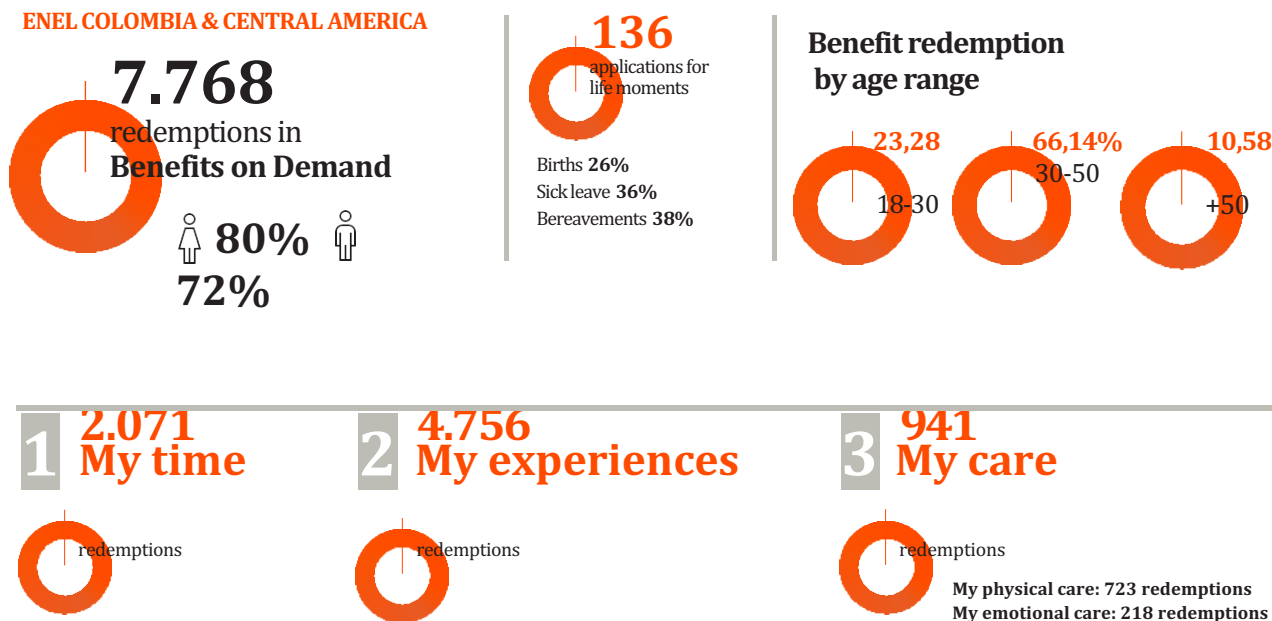 ENEL COLOMBIA & CENTRAL AMERICA
7.768
redemptions in
Benefits on Demand
80%
72%
136
applications for
life moments
Births 26%
Sick leave 36%
Bereavements 38%
Benefit redemption
by age range
23,28
18-30
66,14%
30-50
10,58
+50
1
2.071
My time
redemptions
2
4.756
My experiences
redemptions
3
941
My care
redemptions
My physical care: 723 redemptions
My emotional care: 218 redemptions